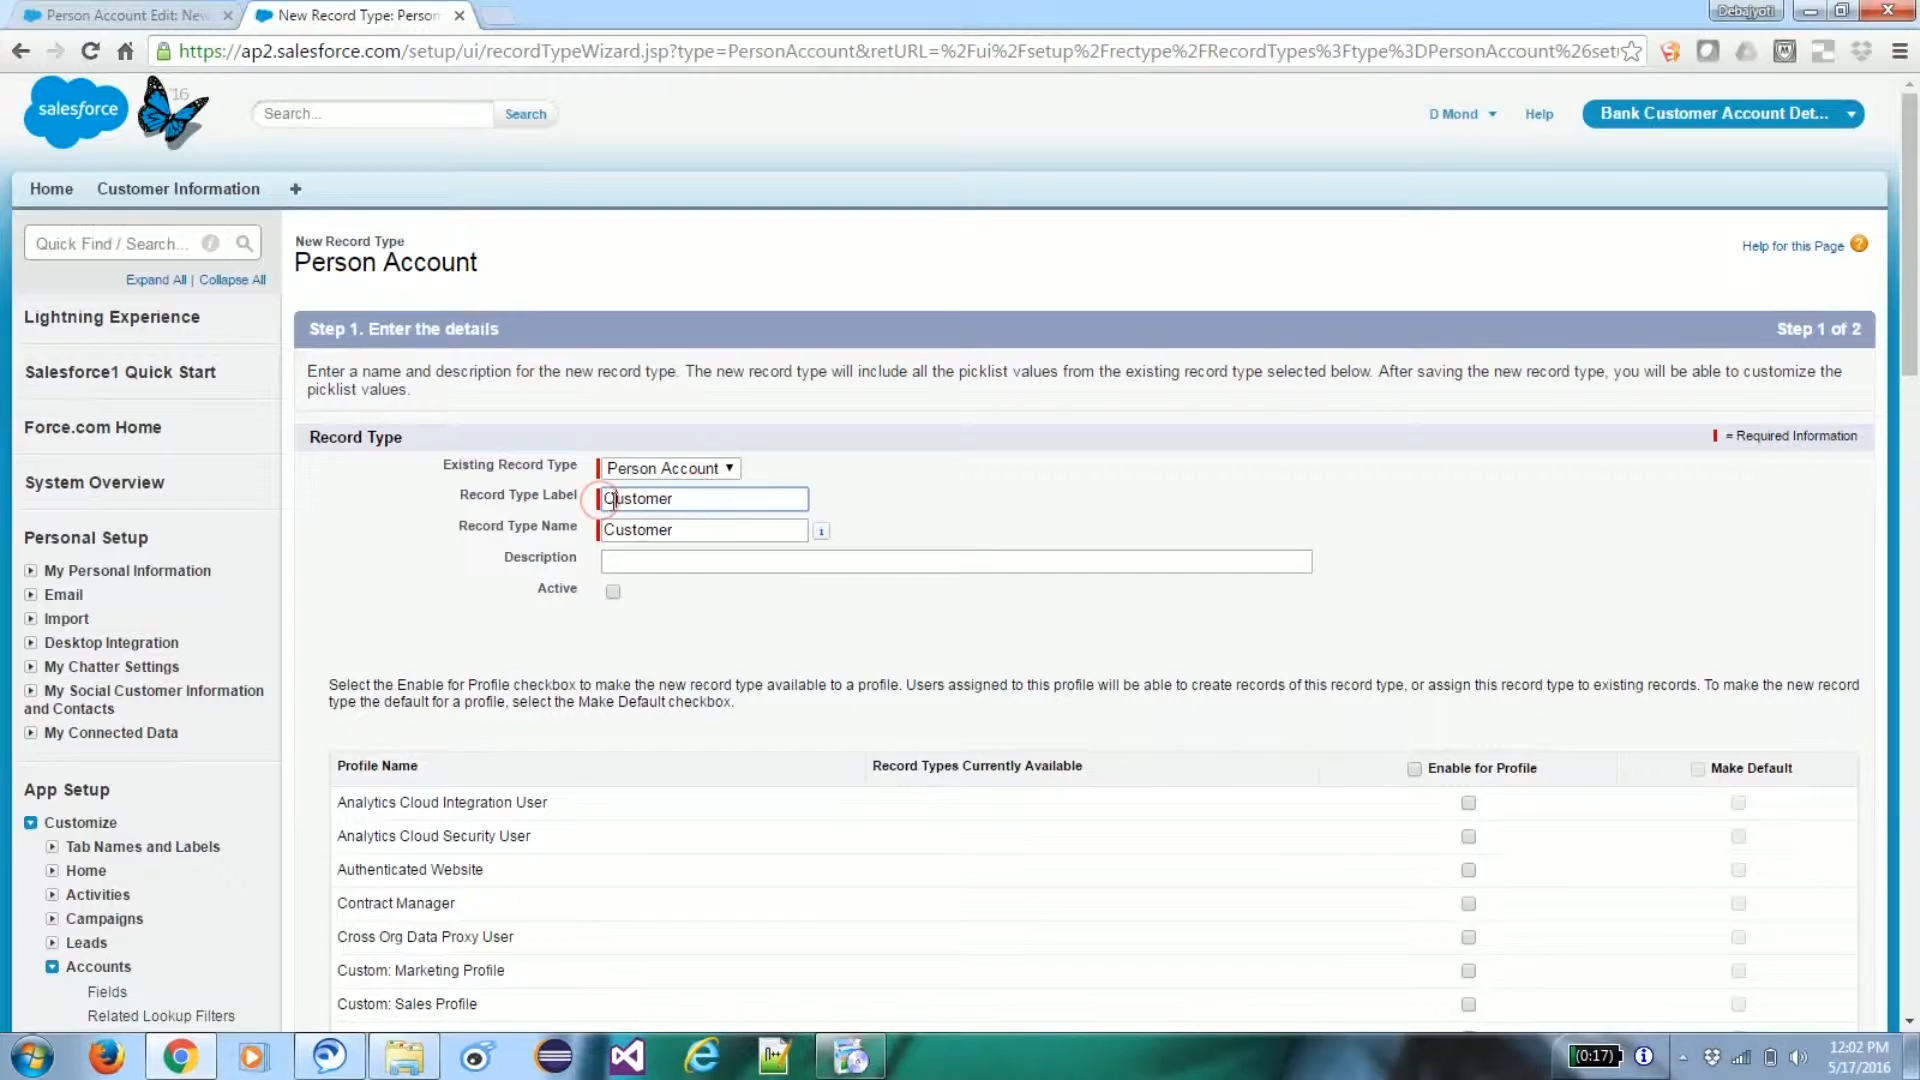 Person Account Edit: New
New Record Type: Person
Debajyoti
https://ap2.salesforce.com/setup/ui/recordTypeWizard.jsp?type=PersonAccount&retURL=%2Fui%2Fsetup%2Frectype%2FRecordTypes%3Ftype%3DPersonAccount%26set
salesforce
'16
Search...
Search
D Mond
Help
Bank Customer Account Det...
Home
Customer Information
+
Quick Find / Search...
Expand All | Collapse All
Lightning Experience
Salesforce1 Quick Start
Force.com Home
System Overview
Personal Setup
My Personal Information
Email
Import
Desktop Integration
My Chatter Settings
My Social Customer Information
and Contacts
My Connected Data
App Setup
Customize
Tab Names and Labels
Home
Activities
Campaigns
Leads
Accounts
Fields
Related Lookup Filters
New Record Type
Person Account
Help for this Page
Step 1. Enter the details
Step 1 of 2
Enter a name and description for the new record type. The new record type will include all the picklist values from the existing record type selected below. After saving the new record type, you will be able to customize the
picklist values.
Record Type
= Required Information
Existing Record Type
Person Account
Record Type Label
Customer
Record Type Name
Customer
Description
Active
Select the Enable for Profile checkbox to make the new record type available to a profile. Users assigned to this profile will be able to create records of this record type, or assign this record type to existing records. To make the new record
type the default for a profile, select the Make Default checkbox.
Profile Name
Record Types Currently Available
Enable for Profile
Make Default
Analytics Cloud Integration User
Analytics Cloud Security User
Authenticated Website
Contract Manager
Cross Org Data Proxy User
Custom: Marketing Profile
Custom: Sales Profile
(0:17)
12:02 PM
5/17/2016